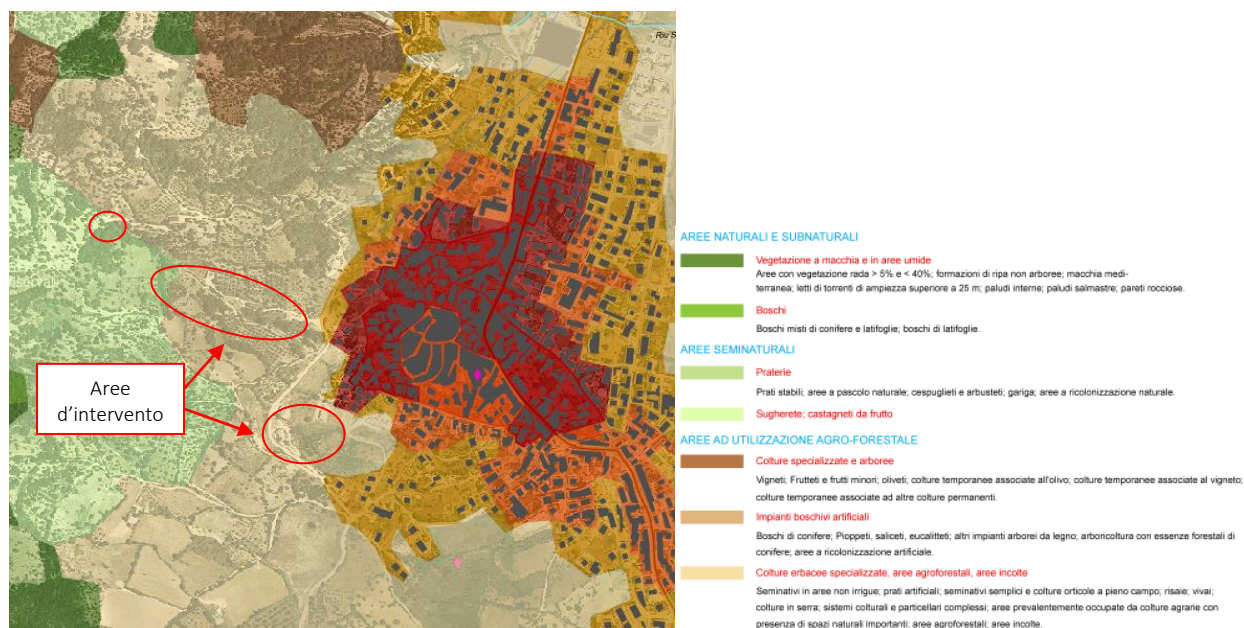 Riu S
Aree
d'intervento
AREE NATURALI E SUBNATURALI
Vegetazione a macchia e in aree umide
Aree con vegetazione rada > 5% e < 40%; formazioni di ripa non arboree; macchia medi-
terranea; letti di torrenti di ampiezza superiore a 25 m; paludi interne; paludi salmastre; pareti rocciose.
Boschi
Boschi misti di conifere e latifoglie; boschi di latifoglie.
AREE SEMINATURALI
Praterie
Prati stabili; aree a pascolo naturale; cespuglieti e arbusteti; gariga; aree a ricolonizzazione naturale.
Sugherete; castagneti da frutto
AREE AD UTILIZZAZIONE AGRO-FORESTALE
Colture specializzate e arboree
Vigneti; Frutteti e frutti minori; oliveti; colture temporanee associate all'olivo; colture temporanee associate al vigneto;
colture temporanee associate ad altre colture permanenti.
Impianti boschivi artificiali
Boschi di conifere; Pioppeti, saliceti, eucalitteti; altri impianti arborei da legno; arboricoltura con essenze forestali di
conifere; aree a ricolonizzazione artificiale.
Colture erbacee specializzate, aree agroforestali, aree incolte
Seminativi in aree non irrigue; prati artificiali; seminativi semplici e colture orticole a pieno campo; risaie; vivai;
colture in serra; sistemi colturali e particellari complessi; aree prevalentemente occupate da colture agrarie con
presenza di spazi naturali importanti; aree agroforestali; aree incolte.